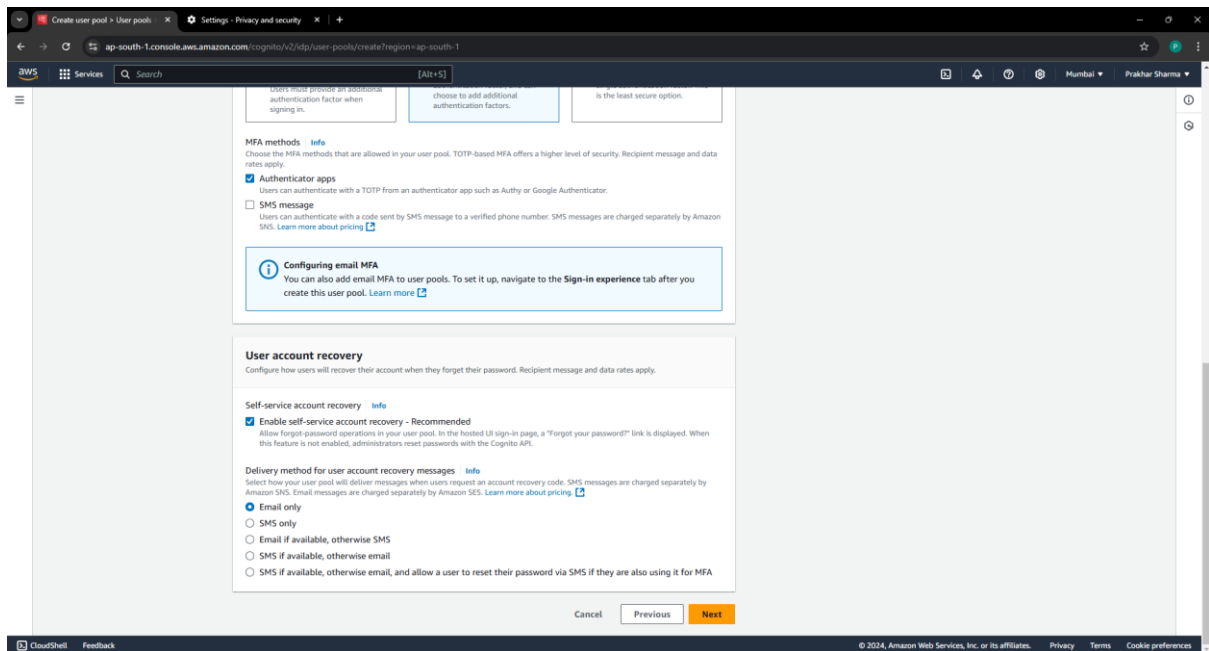 Create user pool > User pools
Settings - Privacy and security
ap-south-1.console.aws.amazon.com/cognito/v2/idp/user-pools/create?region=ap-south-1
P
aws
Services
Search
[Alt+S]
Mumbai
Prakhar Sharma
Users must provide an additional
authentication factor when
signing in.
choose to add additional
authentication factors.
is the least secure option.
MFA methods Info
Choose the MFA methods that are allowed in your user pool. TOTP-based MFA offers a higher level of security. Recipient message and data
rates apply.
Authenticator apps
Users can authenticate with a TOTP from an authenticator app such as Authy or Google Authenticator.
SMS message
Users can authenticate with a code sent by SMS message to a verified phone number. SMS messages are charged separately by Amazon
SNS. Learn more about pricing
Configuring email MFA
You can also add email MFA to user pools. To set it up, navigate to the Sign-in experience tab after you
create this user pool. Learn more
User account recovery
Configure how users will recover their account when they forget their password. Recipient message and data rates apply.
Self-service account recovery Info
Enable self-service account recovery - Recommended
Allow forgot-password operations in your user pool. In the hosted UI sign-in page, a "Forgot your password?" link is displayed. When
this feature is not enabled, administrators reset passwords with the Cognito API.
Delivery method for user account recovery messages Info
Select how your user pool will deliver messages when users request an account recovery code. SMS messages are charged separately by
Amazon SNS. Email messages are charged separately by Amazon SES. Learn more about pricing.
Email only
SMS only
Email if available, otherwise SMS
SMS if available, otherwise email
SMS if available, otherwise email, and allow a user to reset their password via SMS if they are also using it for MFA
Cancel
Previous
Next
CloudShell
Feedback
© 2024, Amazon Web Services, Inc. or its affiliates.
Privacy
Terms
Cookie preferences